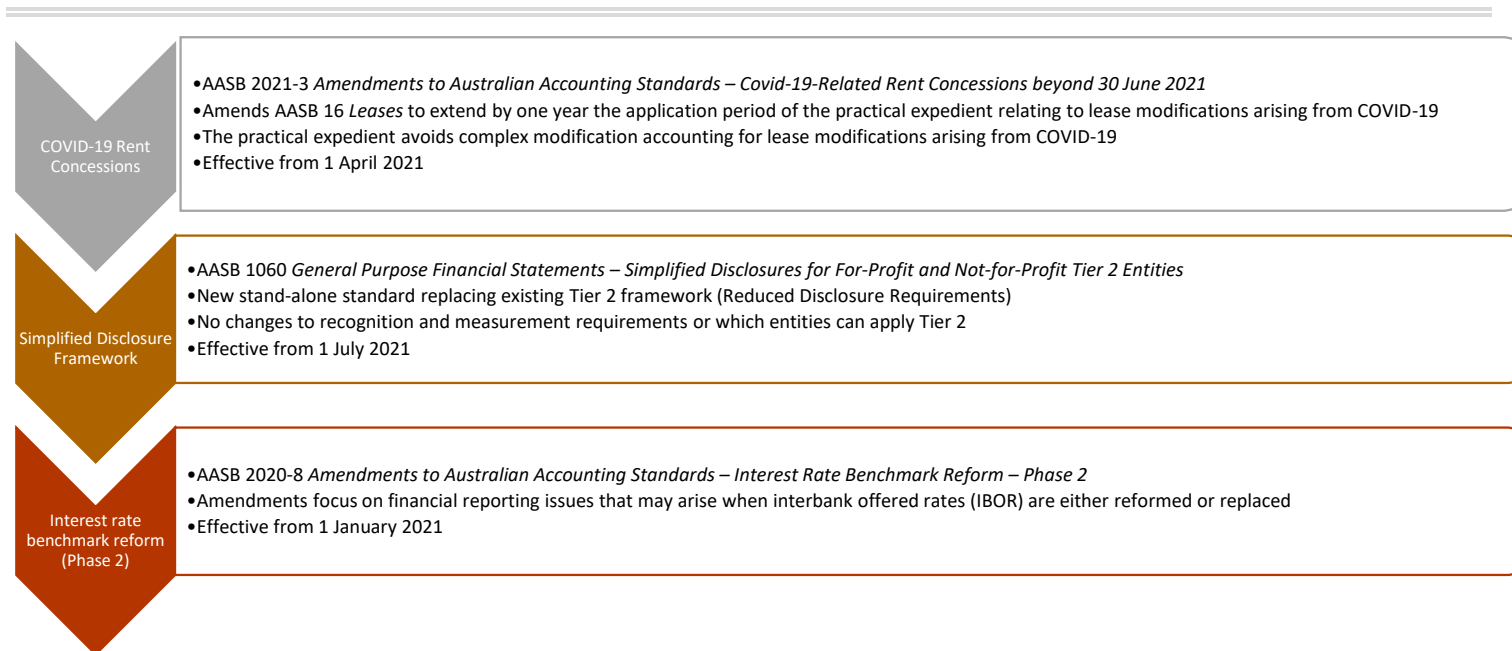 COVID-19 Rent
Concessions
•AASB 2021-3 Amendments to Australian Accounting Standards – Covid-19-Related Rent Concessions beyond 30 June 2021
•Amends AASB 16 Leases to extend by one year the application period of the practical expedient relating to lease modifications arising from COVID-19
•The practical expedient avoids complex modification accounting for lease modifications arising from COVID-19
•Effective from 1 April 2021
Simplified Disclosure
Framework
•AASB 1060 General Purpose Financial Statements – Simplified Disclosures for For-Profit and Not-for-Profit Tier 2 Entities
•New stand-alone standard replacing existing Tier 2 framework (Reduced Disclosure Requirements)
•No changes to recognition and measurement requirements or which entities can apply Tier 2
•Effective from 1 July 2021
Interest rate
benchmark reform
(Phase 2)
•AASB 2020-8 Amendments to Australian Accounting Standards – Interest Rate Benchmark Reform – Phase 2
•Amendments focus on financial reporting issues that may arise when interbank offered rates (IBOR) are either reformed or replaced
•Effective from 1 January 2021